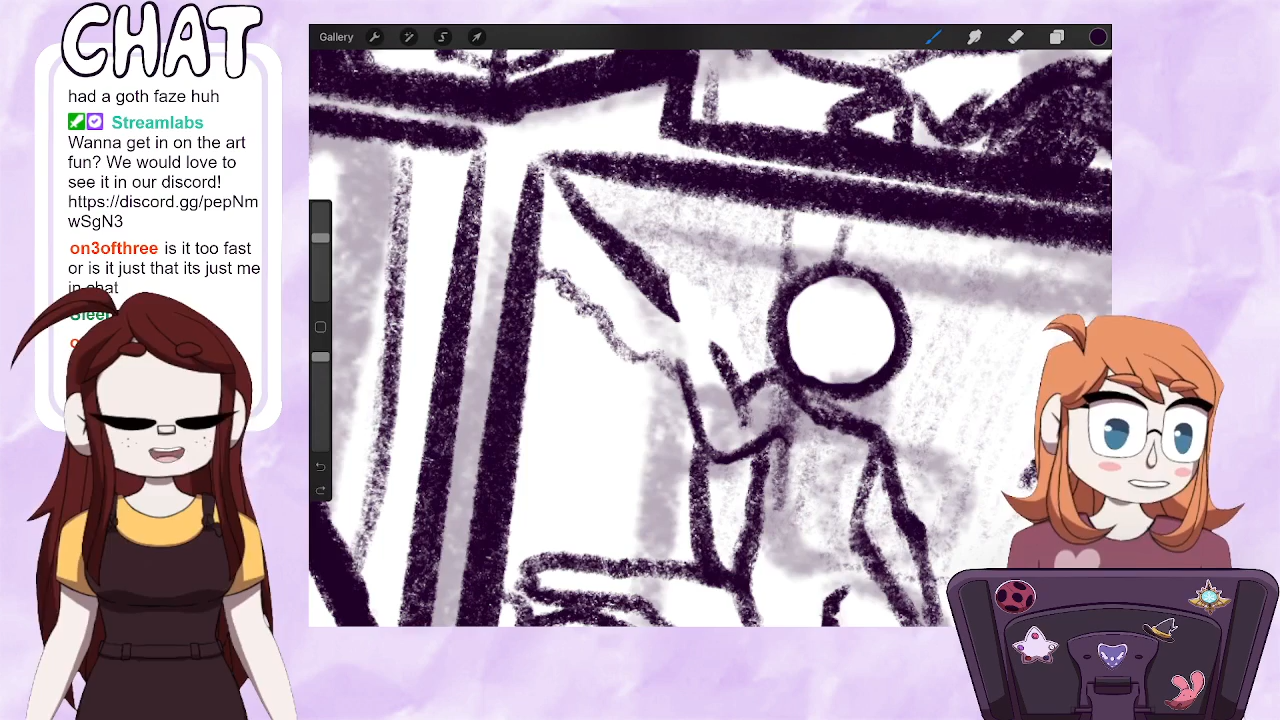 CHAT
Gallery
had a goth faze huh
Streamlabs
Wanna get in on the art
fun? We would love to
see it in our discord!
https://discord.gg/pepNm
wSgN3
on3ofthree is it too fast
or is it just that its just me
in chat